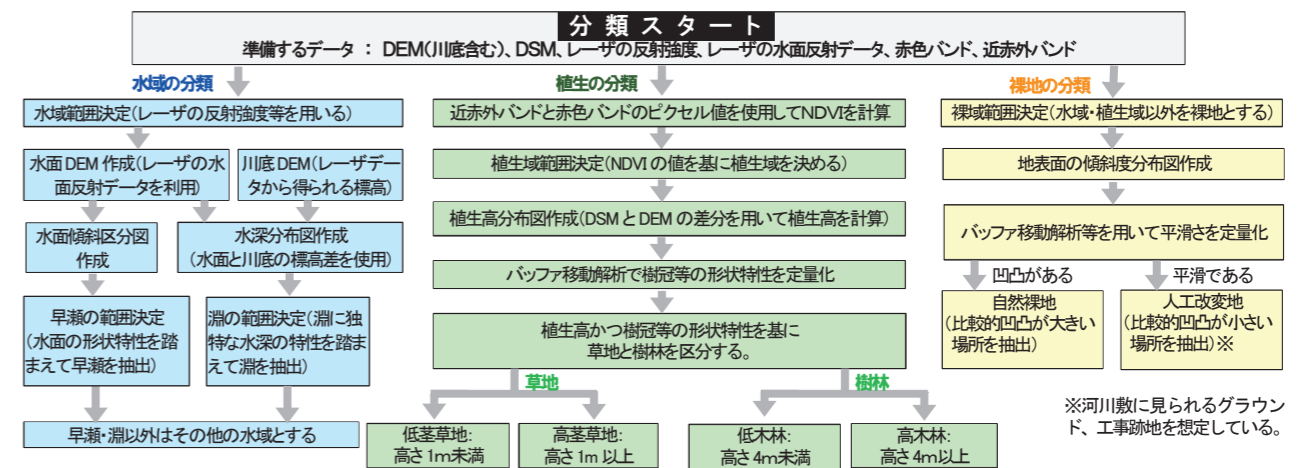 分類スタート
準備するデータ ： DEM(川底含む)、DSM、レーザの反射強度、レーザの水面反射データ、赤色バンド、近赤外バンド
水域の分類
水域範囲決定(レーザの反射強度等を用いる)
水面 DEM 作成(レーザの水
面反射データを利用)
川底 DEM(レーザデー
タから得られる標高)
水面傾斜区分図
作成
水深分布図作成
(水面と川底の標高差を使用)
早瀬の範囲決定
(水面の形状特性を踏
まえて早瀬を抽出)
淵の範囲決定(淵に独
特な水深の特性を踏ま
えて淵を抽出)
早瀬・淵以外はその他の水域とする
植生の分類
近赤外バンドと赤色バンドのピクセル値を使用してNDVIを計算
植生域範囲決定(NDVI の値を基に植生域を決める)
植生高分布図作成(DSM と DEM の差分を用いて植生高を計算)
バッファ移動解析で樹冠等の形状特性を定量化
植生高かつ樹冠等の形状特性を基に
草地と樹林を区分する。
草地
樹林
低茎草地:
高さ 1m未満
高茎草地:
高さ 1m 以上
低木林:
高さ 4m未満
高木林:
高さ 4m以上
裸地の分類
裸域範囲決定(水域・植生域以外を裸地とする)
地表面の傾斜度分布図作成
バッファ移動解析等を用いて平滑さを定量化
凹凸がある
平滑である
自然裸地
(比較的凹凸が大きい
場所を抽出)
人工改変地
(比較的凹凸が小さい
場所を抽出)※
※河川敷に見られるグラウン
ド、工事跡地を想定している。